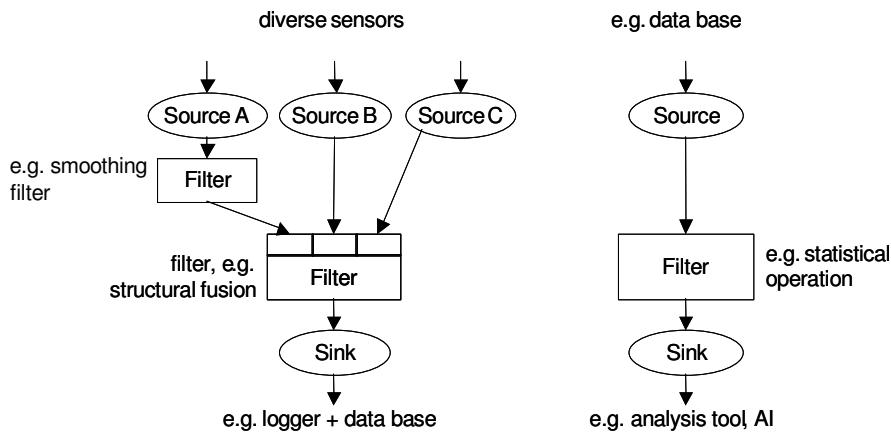 diverse sensors
e.g. data base
Source A
Source B
Source C
Source
e.g. smoothing
filter
Filter
filter, e.g.
structural fusion
Filter
Filter
e.g. statistical
operation
Sink
Sink
e.g. logger + data base
e.g. analysis tool, AI